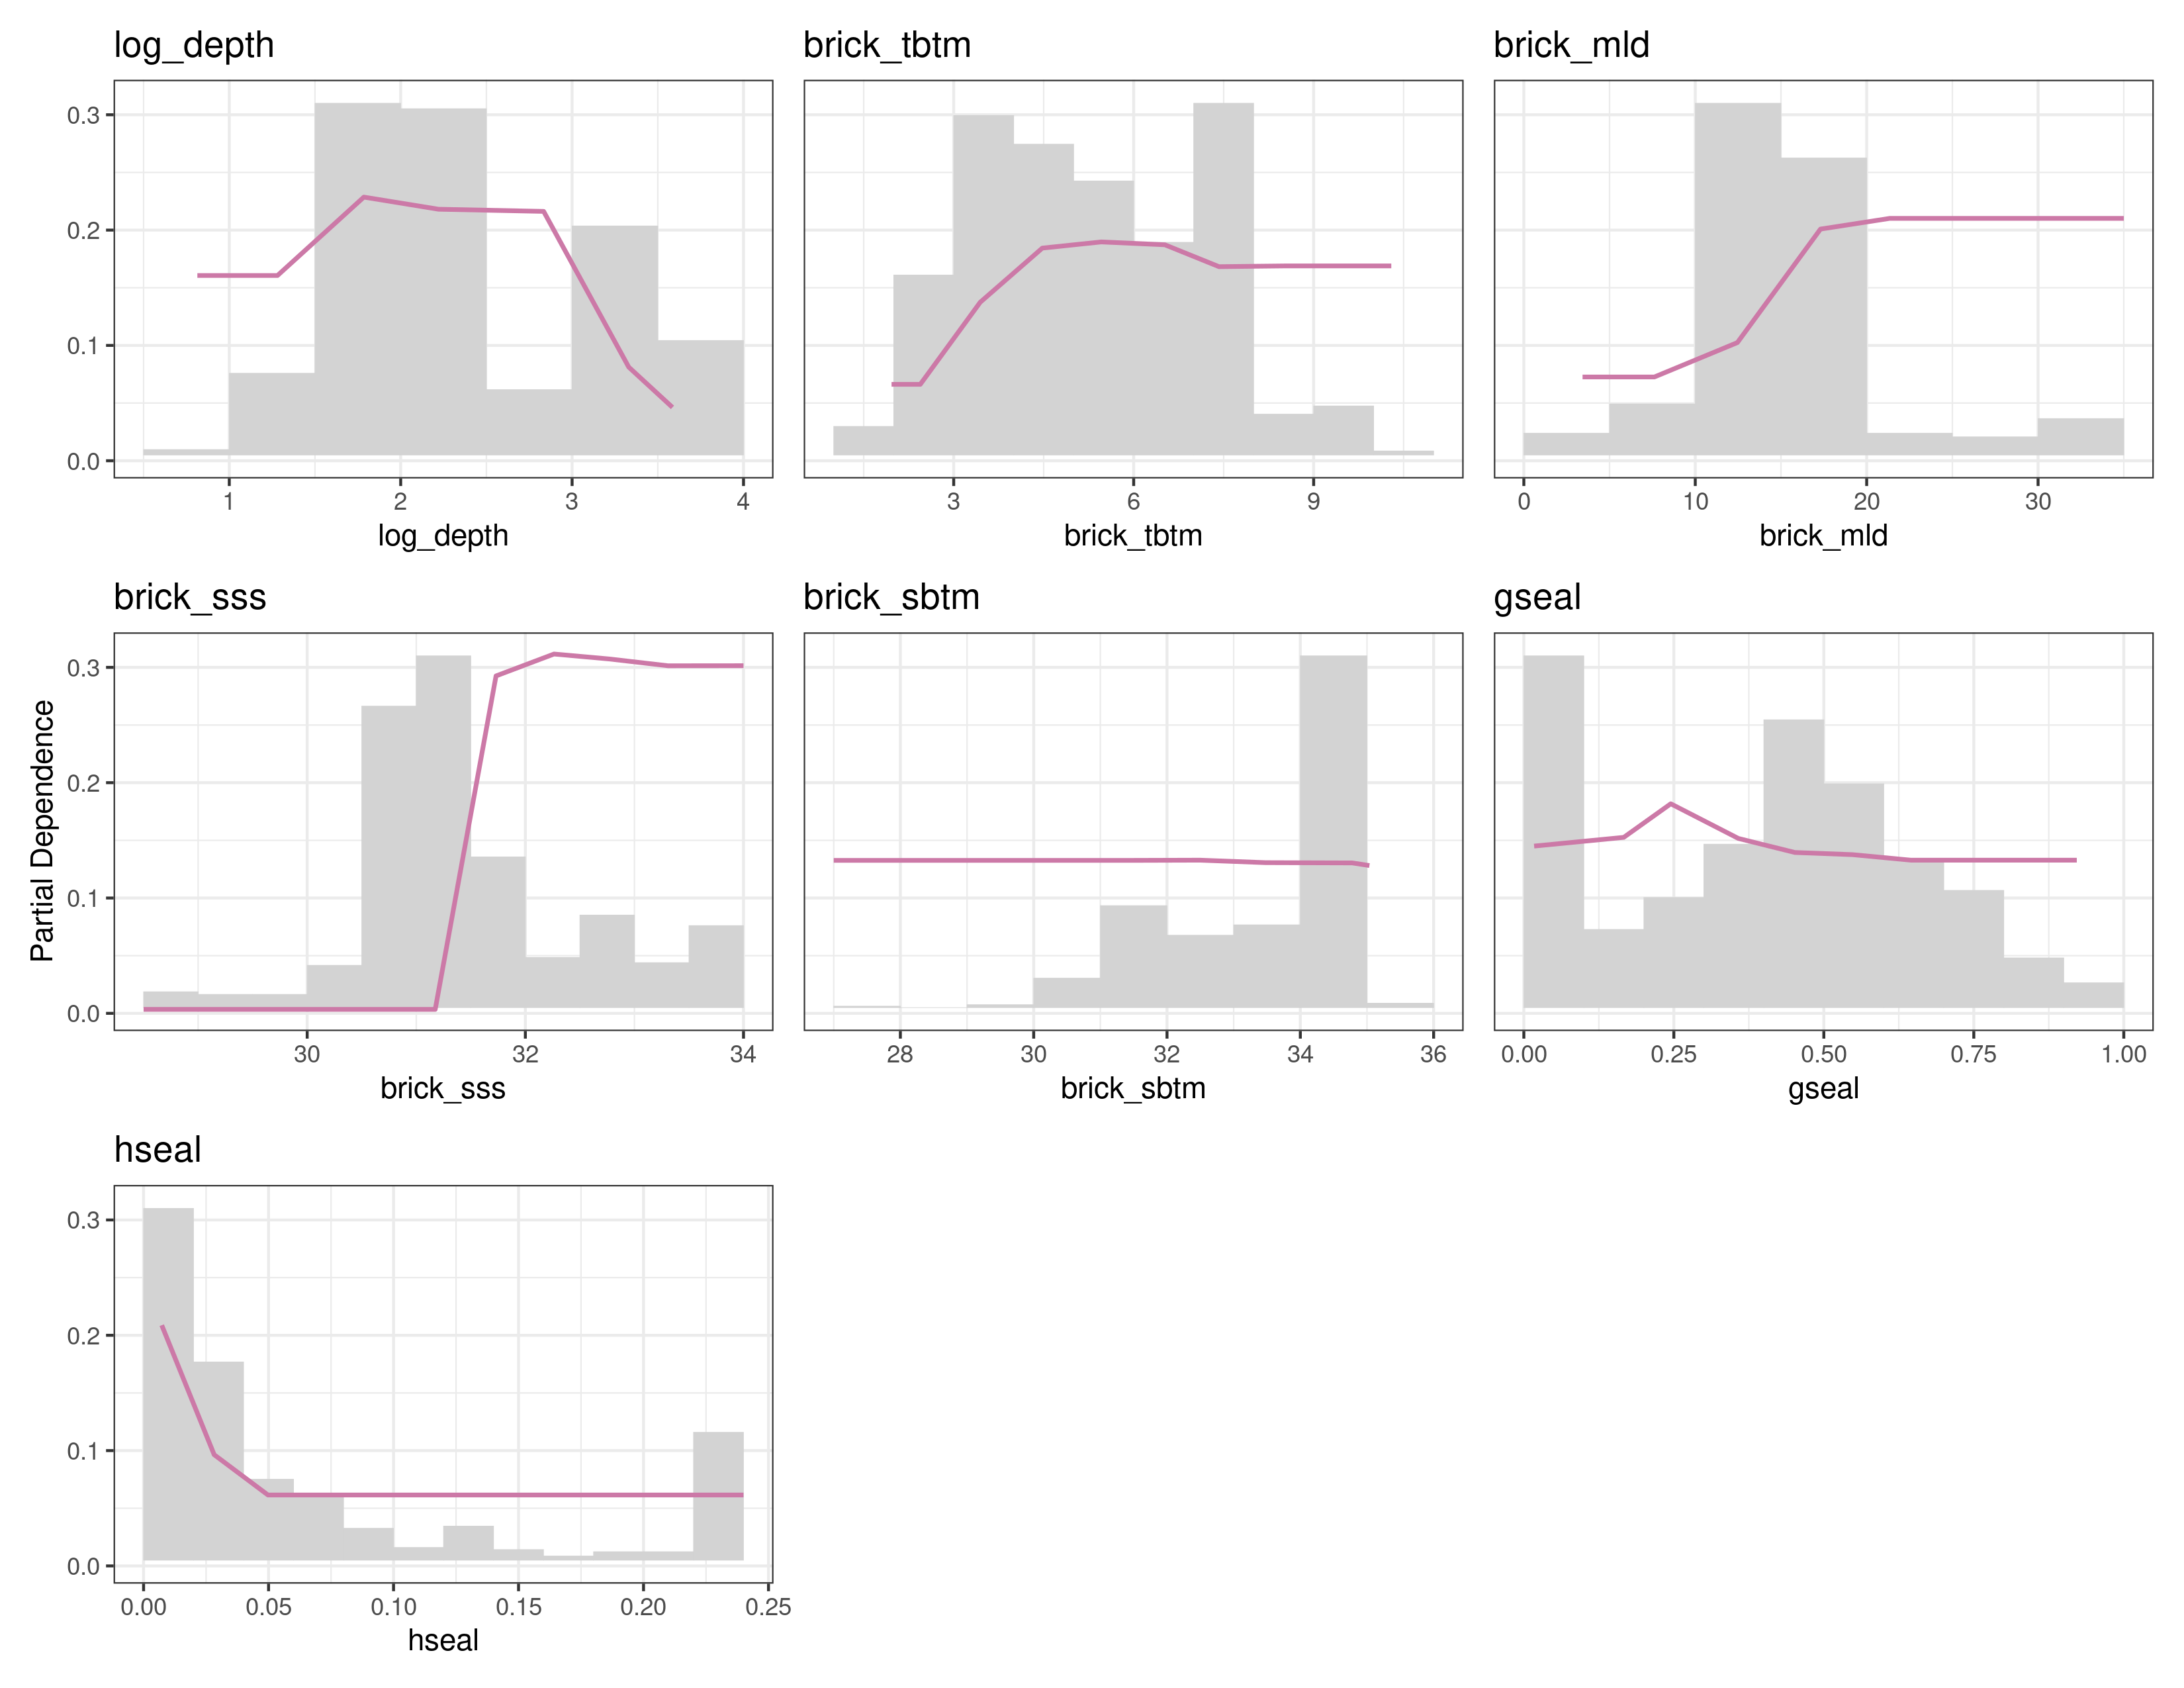 log_depth
brick_tbtm
brick_mld
0.3
0.2
0.1
0.0
1 2 3 4
3 6 9
0 10 20 30
log_depth
brick_tbtm
brick_mld
brick_sss
brick_sbtm
gseal
Partial Dependence
0.3
0.2
0.1
0.0
30 32 34
28 30 32 34 36
0.00 0.25 0.50 0.75 1.00
brick_sss
brick_sbtm
gseal
hseal
0.3
0.2
0.1
0.0
0.00 0.05 0.10 0.15 0.20 0.25
hseal